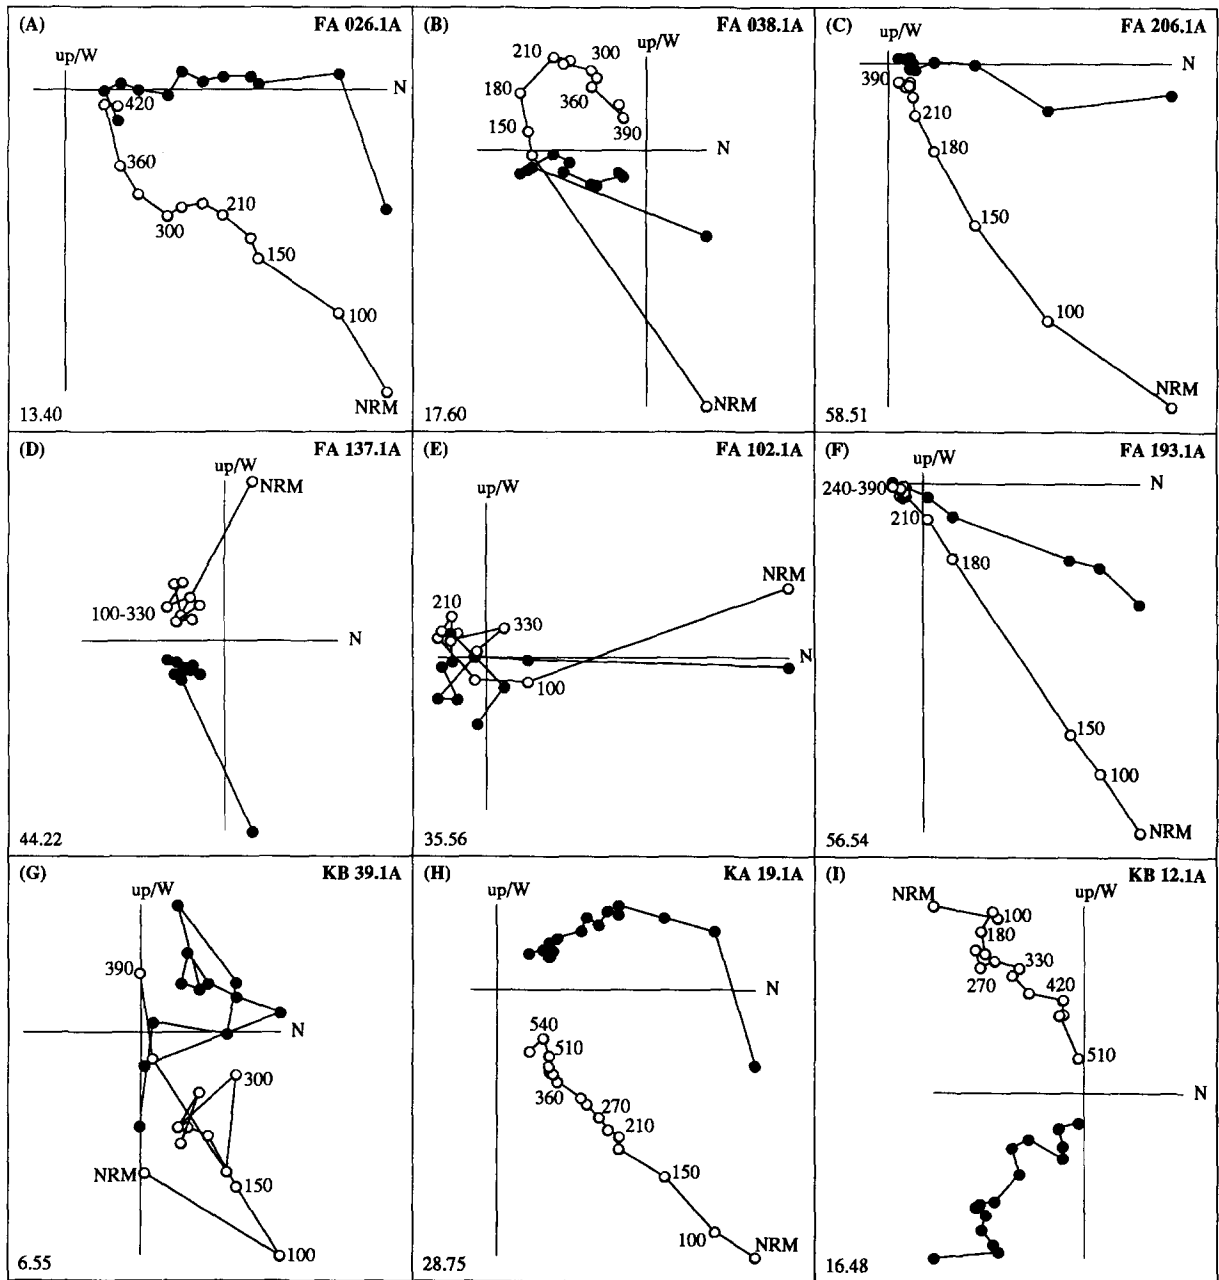 (A) FA 026.1A
up/W
N
420
360
300
210
150
100
NRM
13.40
(B) FA 038.1A
up/W
210
300
180
360
150
390
N
NRM
17.60
(C) FA 206.1A
up/W
N
390
210
180
150
100
NRM
58.51
(D) FA 137.1A
up/W
NRM
100-330
N
44.22
(E) FA 102.1A
up/W
NRM
210
330
N
100
35.56
(F) FA 193.1A
up/W
N
240-390
210
180
150
100
NRM
56.54
(G) KB 39.1A
up/W
390
N
300
NRM
150
100
6.55
(H) KA 19.1A
up/W
N
540
510
360
270
210
150
100
NRM
28.75
(I) KB 12.1A
NRM
up/W
100
180
330
270
420
510
N
16.48